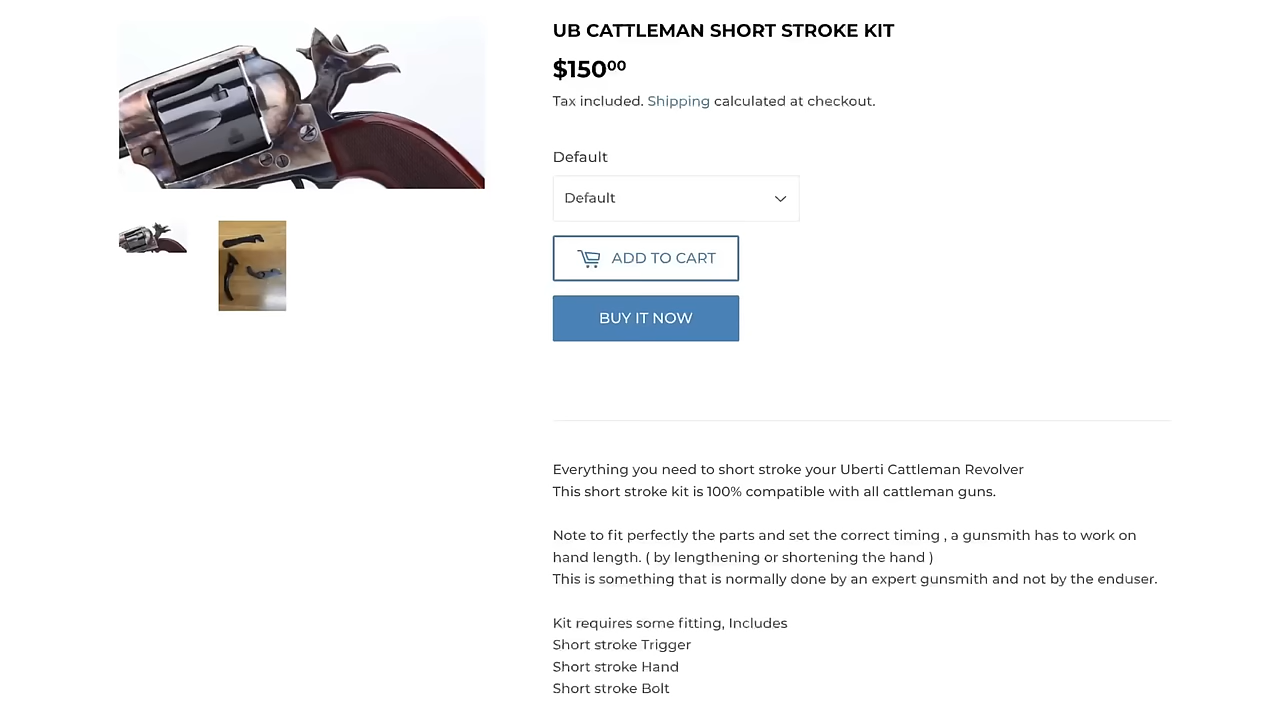 UB CATTLEMAN SHORT STROKE KIT
$150⁰⁰
Tax included. Shipping calculated at checkout.
Default
Default
ADD TO CART
BUY IT NOW
Everything you need to short stroke your Uberti Cattleman Revolver
This short stroke kit is 100% compatible with all cattleman guns.
Note to fit perfectly the parts and set the correct timing , a gunsmith has to work on
hand length. ( by lengthening or shortening the hand )
This is something that is normally done by an expert gunsmith and not by the enduser.
Kit requires some fitting, Includes
Short stroke Trigger
Short stroke Hand
Short stroke Bolt